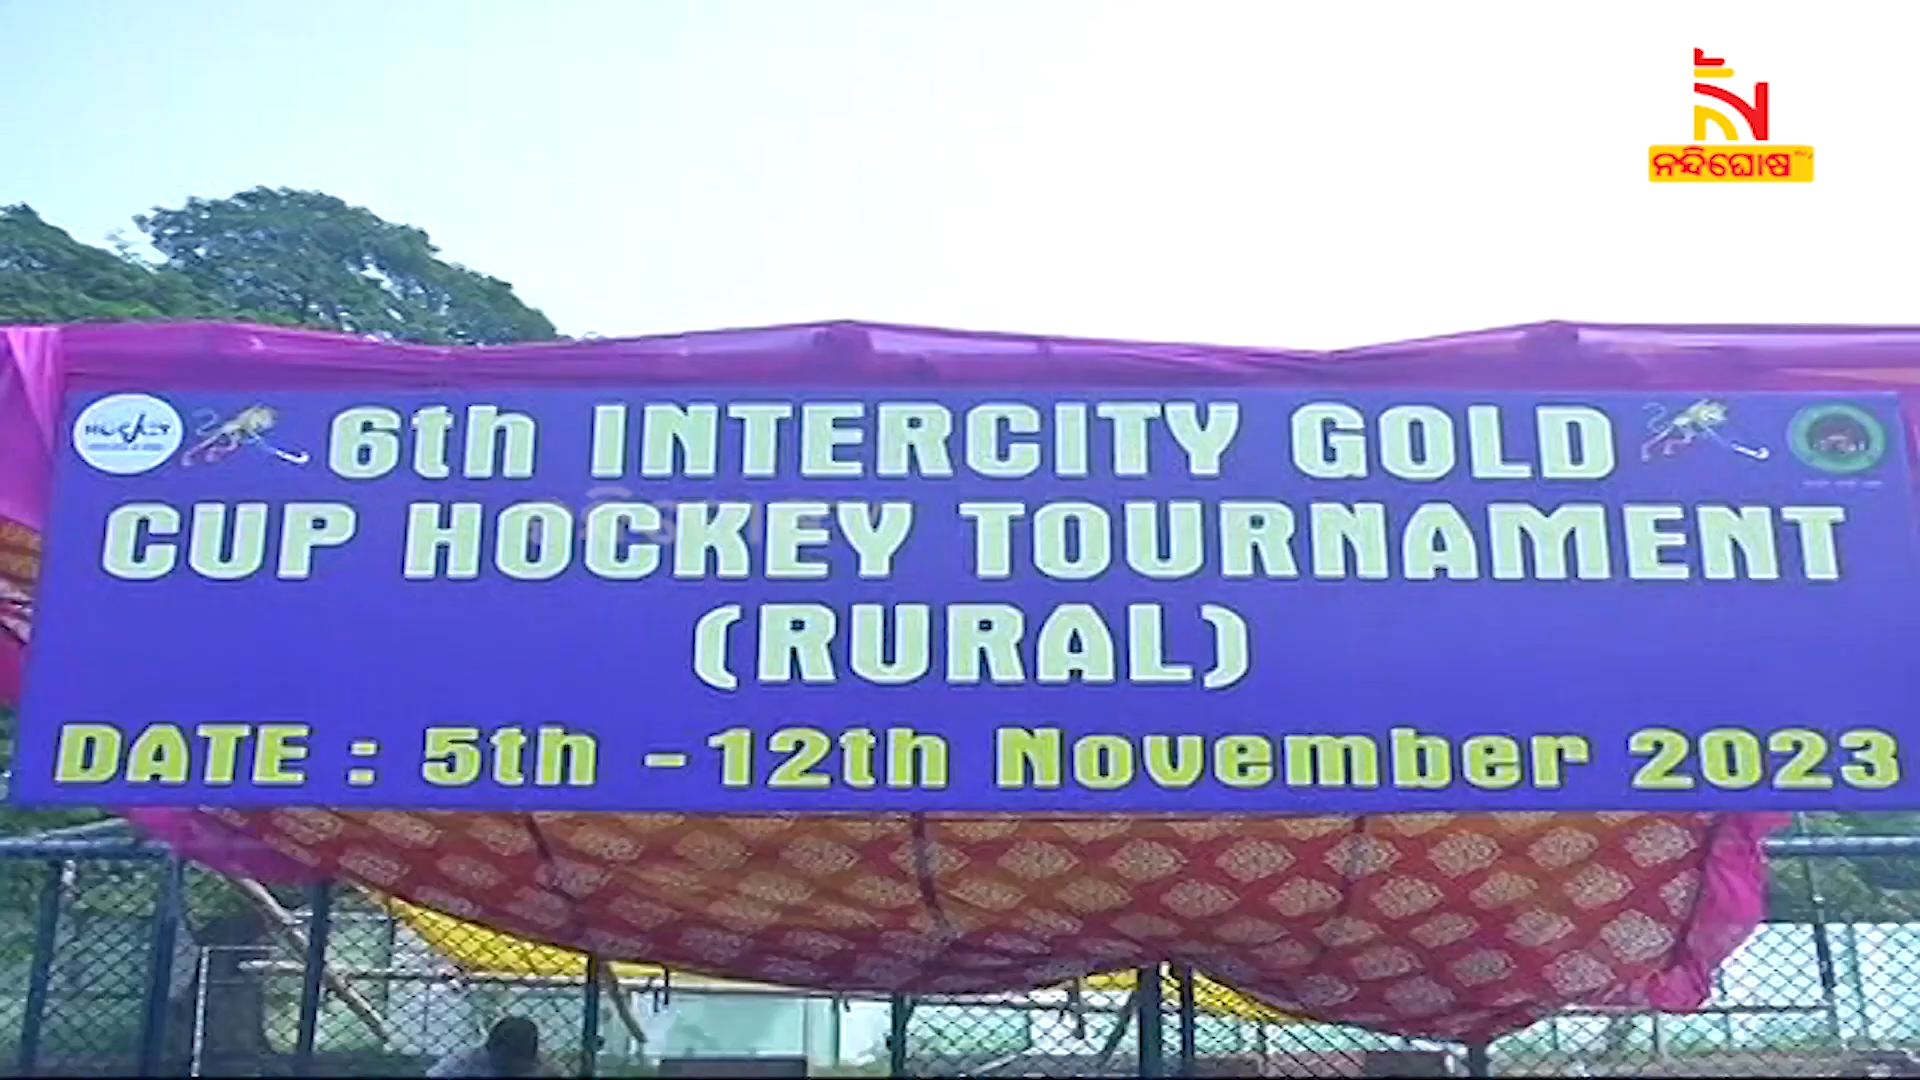 ନନ୍ଦିଘୋଷ
6th INTERCITY GOLD
CUP HOCKEY TOURNAMENT
(RURAL)
DATE : 5th - 12th November 2023